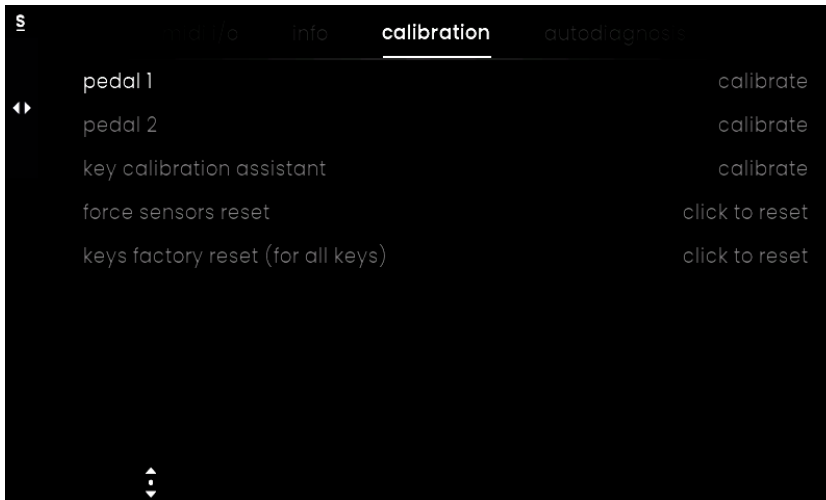 S
midi i/o info calibration autodiagnosis
pedal 1 calibrate
pedal 2 calibrate
key calibration assistant calibrate
force sensors reset click to reset
keys factory reset (for all keys) click to reset